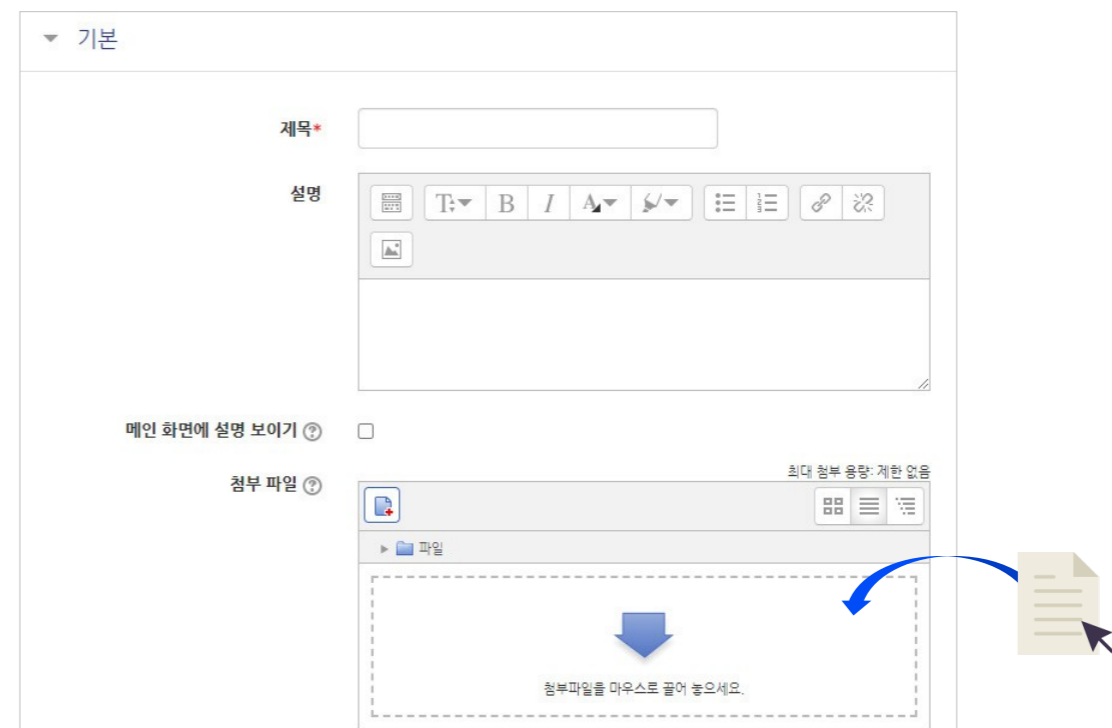 기본
제목*
설명
메인 화면에 설명 보이기
최대 첨부 용량: 제한 없음
첨부 파일
파일
첨부파일을 마우스로 끌어 놓으세요.